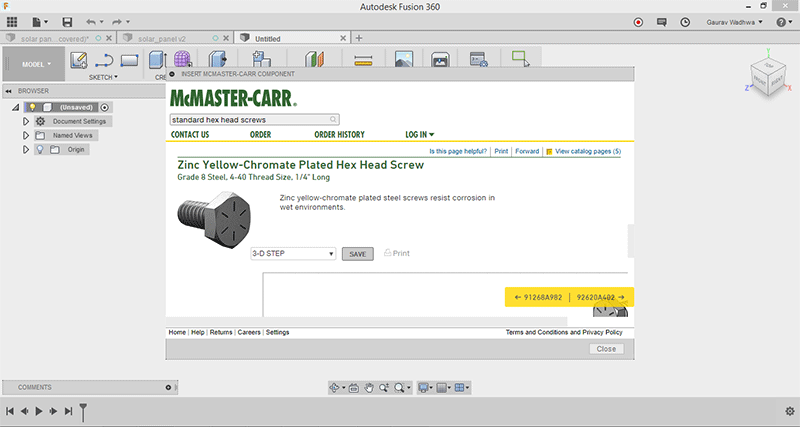 Autodesk Fusion 360
solar pan...covered)*
solar_panel v2
Untitled
Gaurav Wadhwa
MODEL
SKETCH
BROWSER
(Unsaved)
Document Settings
Named Views
Origin
INSERT MCMASTER-CARR COMPONENT
McMASTER-CARR®
standard hex head screws
CONTACT US ORDER ORDER HISTORY LOG IN
Is this page helpful? Print Forward View catalog pages (5)
Zinc Yellow-Chromate Plated Hex Head Screw
Grade 8 Steel, 4-40 Thread Size, 1/4" Long
Zinc yellow-chromate plated steel screws resist corrosion in
wet environments.
3-D STEP SAVE Print
91268A982 92620A402
Home | Help | Returns | Careers | Settings Terms and Conditions and Privacy Policy
Close
Z X
FRONT RIGHT
COMMENTS